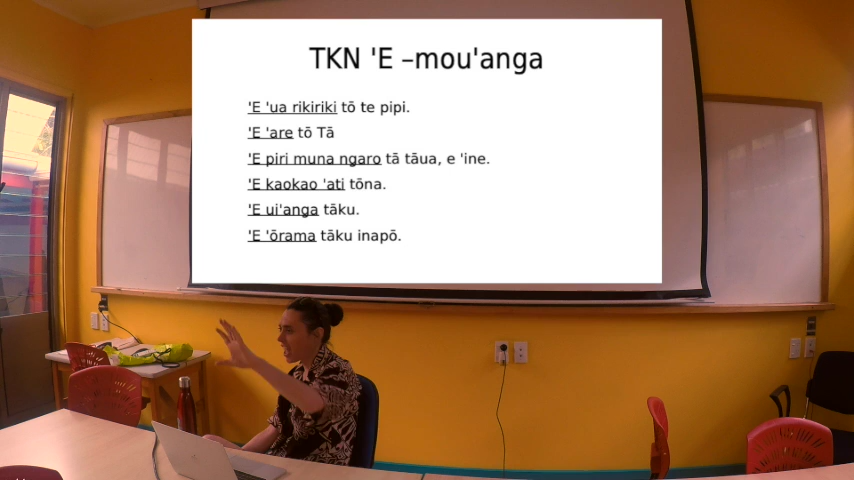 TKN 'E –mou'anga
'E 'ua rikiriki tō te pipi.
'E 'are tō Tā
'E piri muna ngaro tā tāua, e 'ine.
'E kaokao 'ati tōna.
'E ui'anga tāku.
'E 'ōrama tāku inapō.